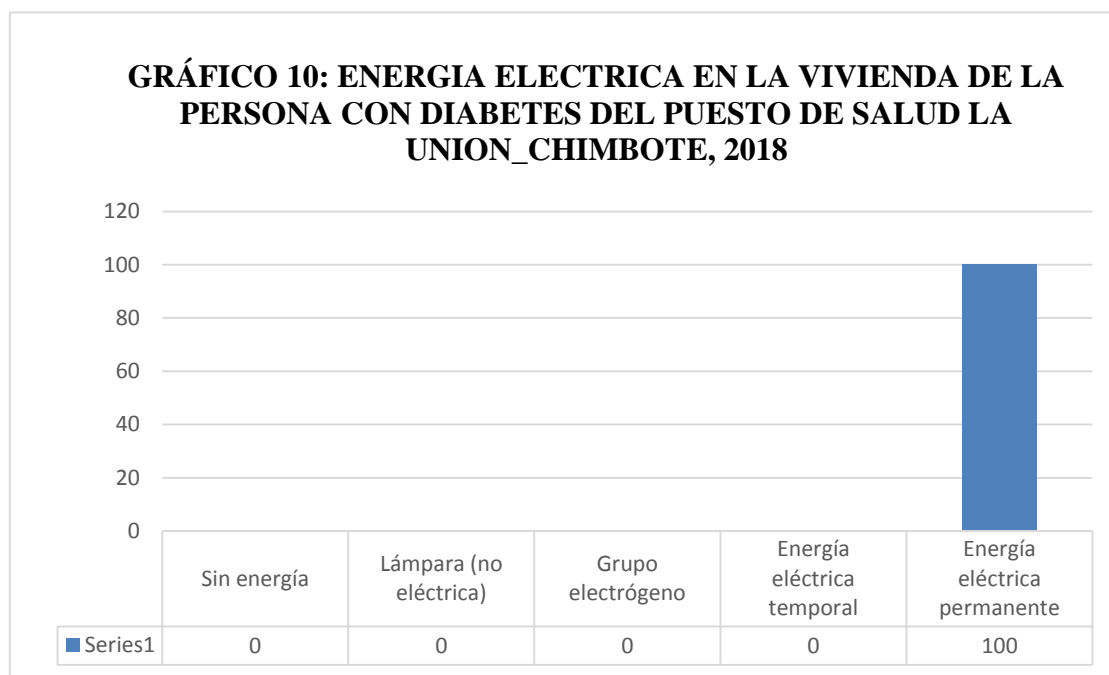 GRÁFICO 10: ENERGIA ELECTRICA EN LA VIVIENDA DE LA
PERSONA CON DIABETES DEL PUESTO DE SALUD LA
UNION_CHIMBOTE, 2018
120
100
80
60
40
20
0
Sin energía
Lámpara (no
eléctrica)
Grupo
electrógeno
Energía
eléctrica
temporal
Energía
eléctrica
permanente
Series1 0 0 0 0 100